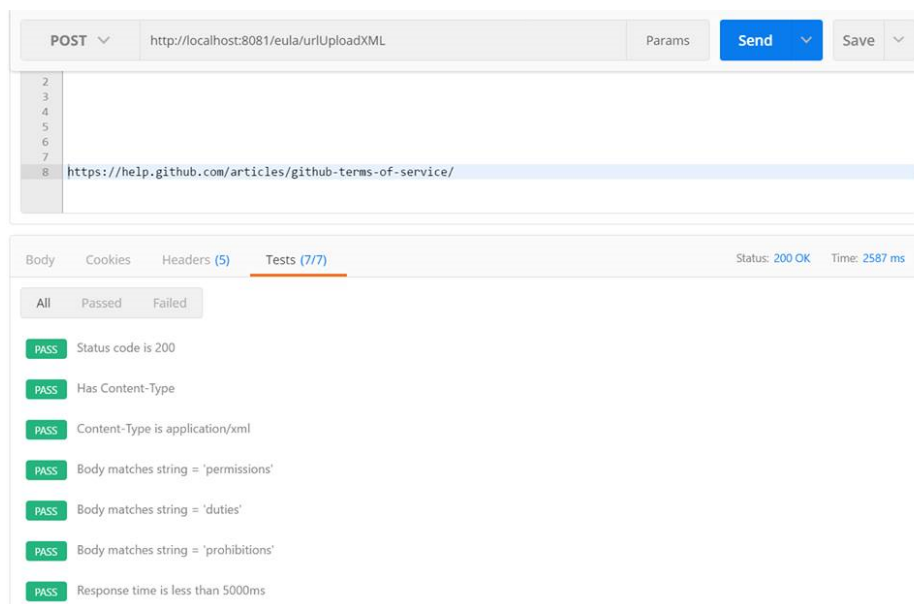 POST http://localhost:8081/eula/urlUploadXML Params Send Save
2
3
4
5
6
7
8 https://help.github.com/articles/github-terms-of-service/
Body Cookies Headers (5) Tests (7/7) Status: 200 OK Time: 2587 ms
All Passed Failed
PASS Status code is 200
PASS Has Content-Type
PASS Content-Type is application/xml
PASS Body matches string = 'permissions'
PASS Body matches string = 'duties'
PASS Body matches string = 'prohibitions'
PASS Response time is less than 5000ms